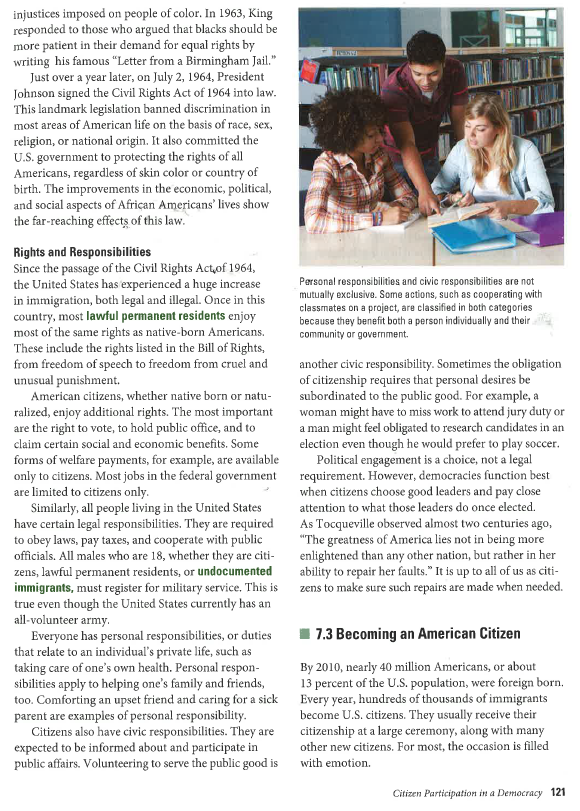 injustices imposed on people of color. In 1963, King
responded to those who argued that blacks should be
more patient in their demand for equal rights by
writing his famous “Letter from a Birmingham Jail.”
Just over a year later, on July 2, 1964, President
Johnson signed the Civil Rights Act of 1964 into law.
This landmark legislation banned discrimination in
most areas of American life on the basis of race, sex,
religion, or national origin. It also committed the
U.S. government to protecting the rights of all
Americans, regardless of skin color or country of
birth. The improvements in the economic, political,
and social aspects of African Americans’ lives show
the far-reaching effects of this law.
Rights and Responsibilities
Since the passage of the Civil Rights Act of 1964,
the United States has experienced a huge increase
in immigration, both legal and illegal. Once in this
country, most lawful permanent residents enjoy
most of the same rights as native-born Americans.
These include the rights listed in the Bill of Rights,
from freedom of speech to freedom from cruel and
unusual punishment.
American citizens, whether native born or natu-
ralized, enjoy additional rights. The most important
are the right to vote, to hold public office, and to
claim certain social and economic benefits. Some
forms of welfare payments, for example, are available
only to citizens. Most jobs in the federal government
are limited to citizens only.
Similarly, all people living in the United States
have certain legal responsibilities. They are required
to obey laws, pay taxes, and cooperate with public
officials. All males who are 18, whether they are citi-
zens, lawful permanent residents, or undocumented
immigrants, must register for military service. This is
true even though the United States currently has an
all-volunteer army.
Everyone has personal responsibilities, or duties
that relate to an individual’s private life, such as
taking care of one’s own health. Personal respon-
sibilities apply to helping one’s family and friends,
too. Comforting an upset friend and caring for a sick
parent are examples of personal responsibility.
Citizens also have civic responsibilities. They are
expected to be informed about and participate in
public affairs. Volunteering to serve the public good is
Personal responsibilities and civic responsibilities are not
mutually exclusive. Some actions, such as cooperating with
classmates on a project, are classified in both categories
because they benefit both a person individually and their
community or government.
another civic responsibility. Sometimes the obligation
of citizenship requires that personal desires be
subordinated to the public good. For example, a
woman might have to miss work to attend jury duty or
a man might feel obligated to research candidates in an
election even though he would prefer to play soccer.
Political engagement is a choice, not a legal
requirement. However, democracies function best
when citizens choose good leaders and pay close
attention to what those leaders do once elected.
As Tocqueville observed almost two centuries ago,
“The greatness of America lies not in being more
enlightened than any other nation, but rather in her
ability to repair her faults.” It is up to all of us as citi-
zens to make sure such repairs are made when needed.
7.3 Becoming an American Citizen
By 2010, nearly 40 million Americans, or about
13 percent of the U.S. population, were foreign born.
Every year, hundreds of thousands of immigrants
become U.S. citizens. They usually receive their
citizenship at a large ceremony, along with many
other new citizens. For most, the occasion is filled
with emotion.
Citizen Participation in a Democracy 121